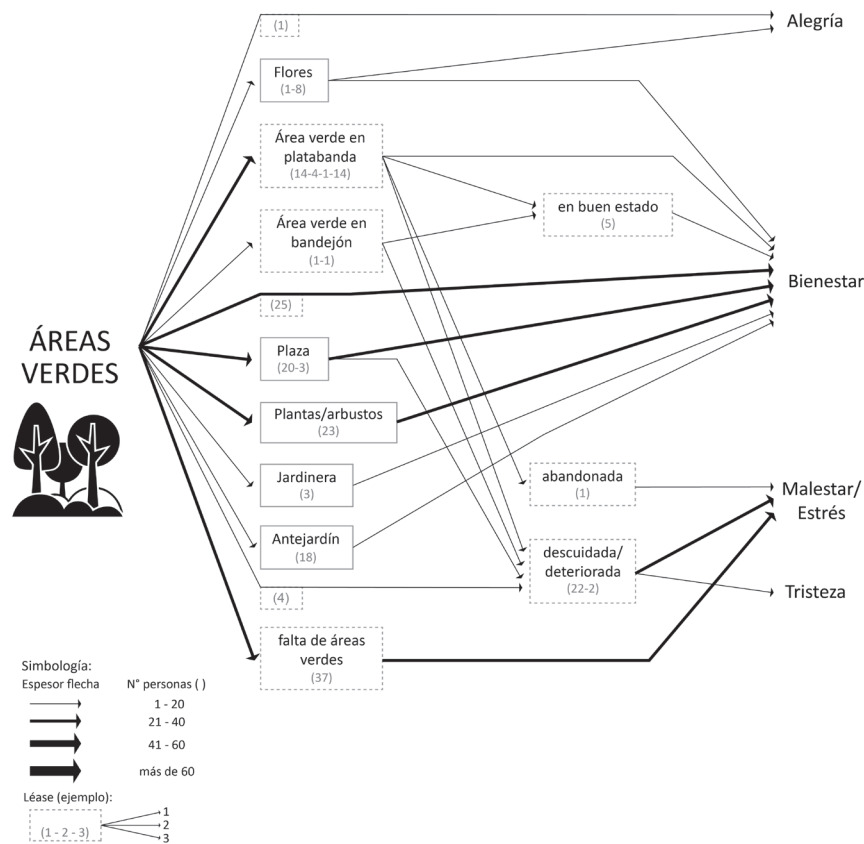 (1)
Alegría
Flores
(1-8)
Área verde en
platabanda
(14-4-1-14)
en buen estado
(5)
Área verde en
bandejón
(1-1)
Bienestar
(25)
ÁREAS
VERDES
Plaza
(20-3)
Plantas/arbustos
(23)
Jardinera
(3)
abandonada
(1)
Malestar/
Estrés
Antejardín
(18)
descuidada/
deteriorada
(22-2)
Tristeza
(4)
falta de áreas
verdes
(37)
Simbología:
Espesor flecha N° personas ( )
1 - 20
21 - 40
41 - 60
más de 60
Léase (ejemplo):
(1 - 2 - 3)
1
2
3